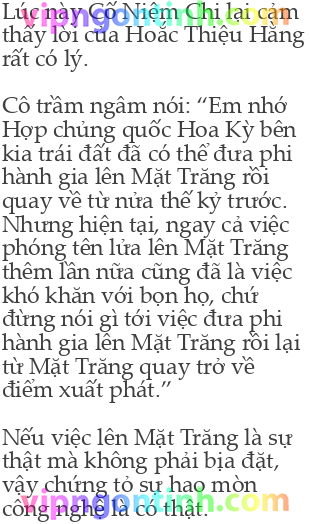 Lúc này Cố Niệm Chi lại cảm
thấy lời của Hoắc Thiệu Hằng
rất có lý.
Cô trầm ngâm nói: “Em nhớ
Hợp chủng quốc Hoa Kỳ bên
kia trái đất đã có thể đưa phi
hành gia lên Mặt Trăng rồi
quay về từ nửa thế kỷ trước.
Nhưng hiện tại, ngay cả việc
phóng tên lửa lên Mặt Trăng
thêm lần nữa cũng đã là việc
khó khăn với bọn họ, chứ
đừng nói gì tới việc đưa phi
hành gia lên Mặt Trăng rồi lại
từ Mặt Trăng quay trở về
điểm xuất phát.”
Nếu việc lên Mặt Trăng là sự
thật mà không phải bịa đặt,
vậy chứng tỏ sự hao mòn
công nghệ là có thật.
vipngontinh.com
vipngontinh.com